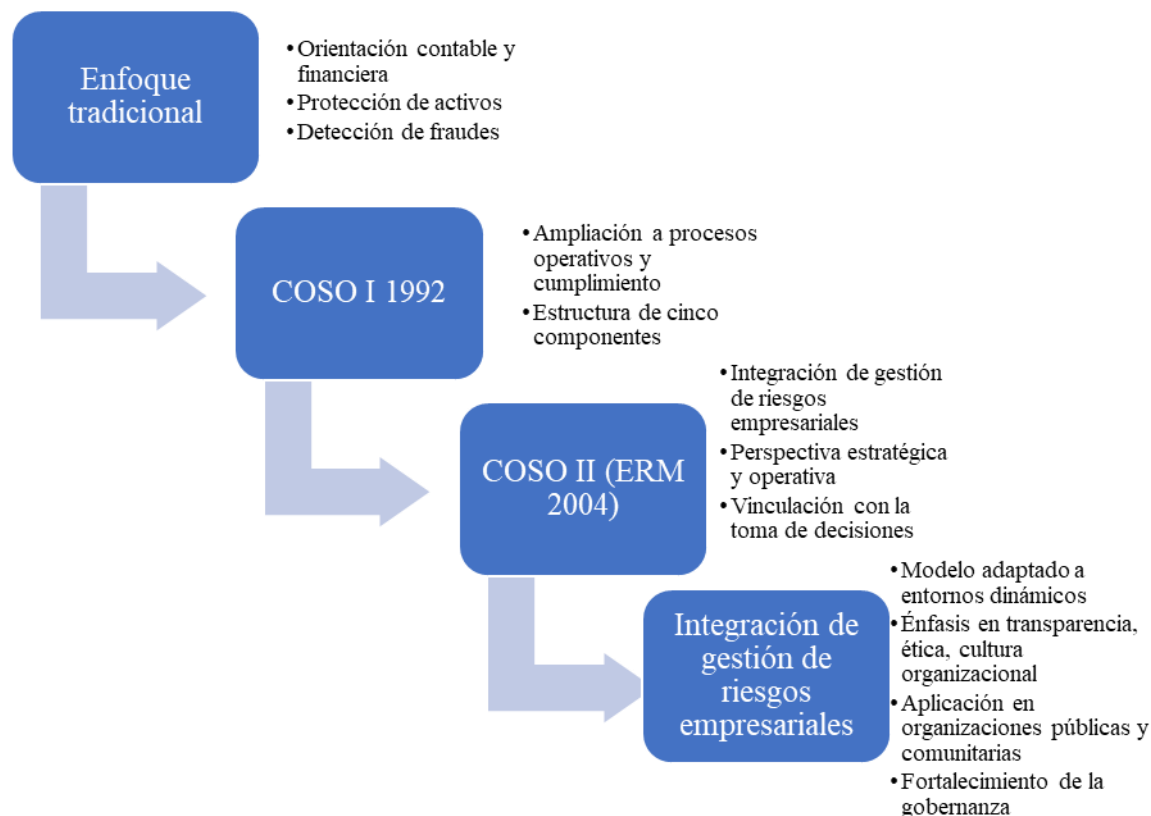 Enfoque
tradicional
•Orientación contable y
financiera
•Protección de activos
•Detección de fraudes
COSO I 1992
•Ampliación a procesos
operativos y
cumplimiento
•Estructura de cinco
componentes
COSO II (ERM
2004)
•Integración de gestión
de riesgos
empresariales
•Perspectiva estratégica
y operativa
•Vinculación con la
toma de decisiones
Integración de
gestión de
riesgos
empresariales
•Modelo adaptado a
entornos dinámicos
•Énfasis en transparencia,
ética, cultura
organizacional
•Aplicación en
organizaciones públicas y
comunitarias
•Fortalecimiento de la
gobernanza